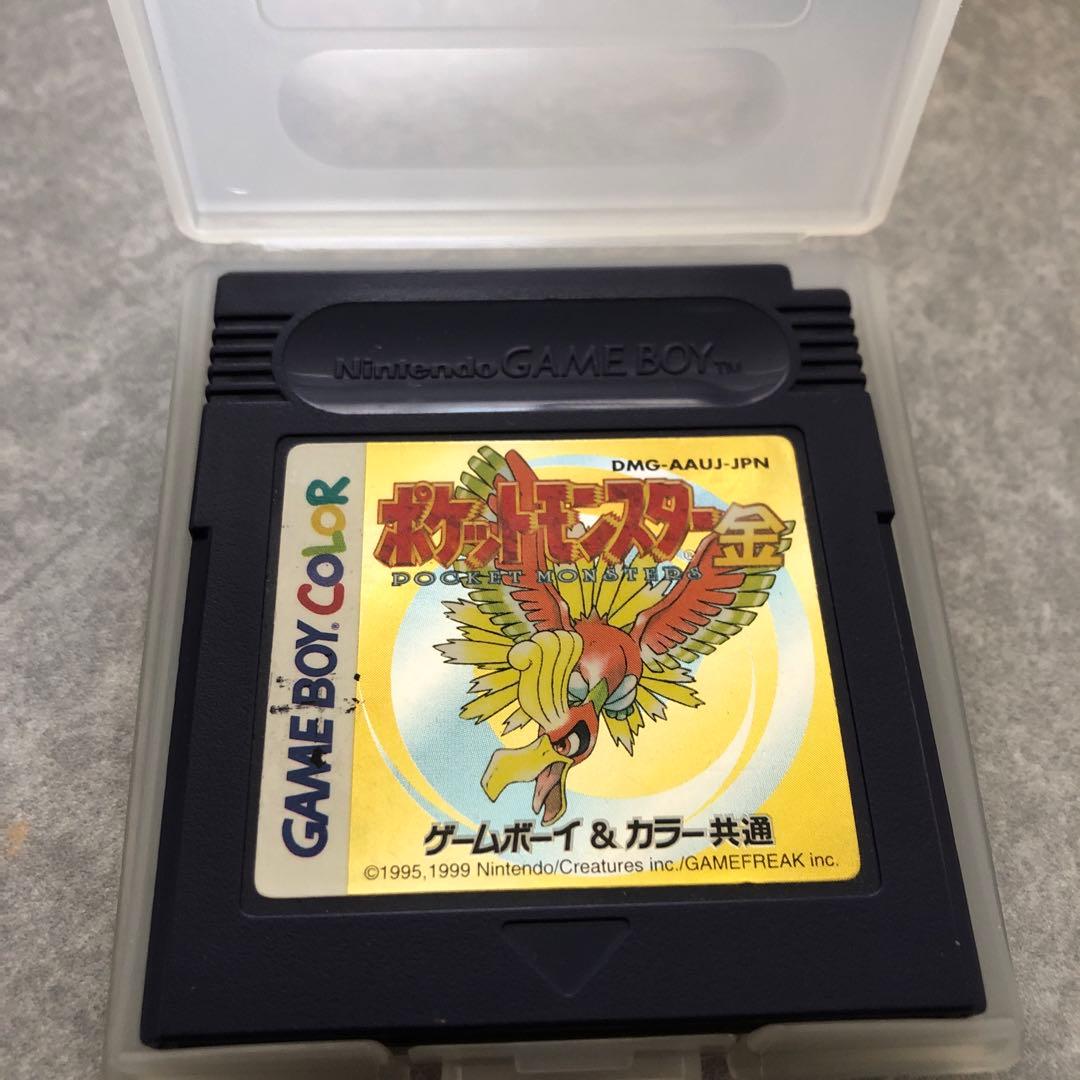 Nintendo GAME BOY™
DMG-AAUJ-JPN
ポケットモンスター金
POCKET MONSTERS
GAME BOY COLOR
ゲームボーイ & カラー共通
©1995,1999 Nintendo/Creatures inc./GAMEFREAK inc.